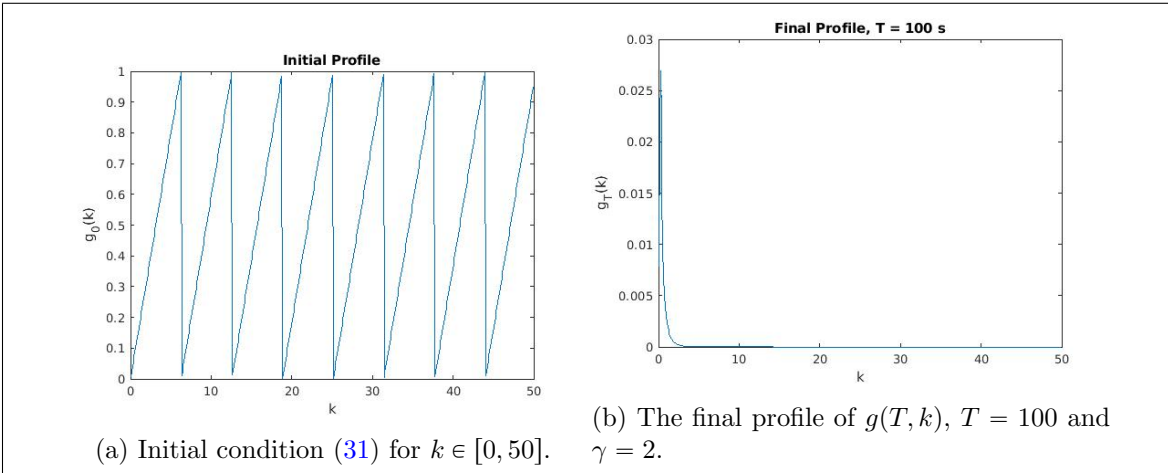 Initial Profile
1
0.9
0.8
0.7
0.6
0.5
0.4
0.3
0.2
0.1
0
g_0(k)
0 10 20 30 40 50
k
(a) Initial condition (31) for k ∈ [0, 50].
Final Profile, T = 100 s
0.03
0.025
0.02
0.015
0.01
0.005
0
g_T(k)
0 10 20 30 40 50
k
(b) The final profile of g(T, k), T = 100 and
γ = 2.